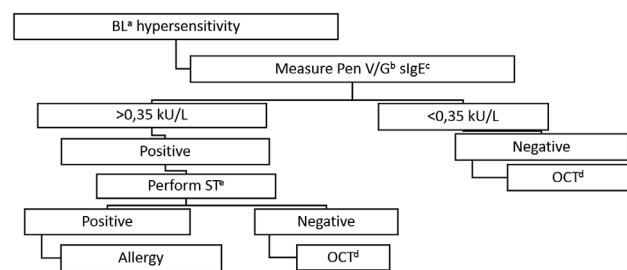 BLᵃ hypersensitivity
Measure Pen V/Gᵇ sIgEᶜ
>0,35 kU/L
<0,35 kU/L
Positive
Negative
Perform STᵉ
OCTᵈ
Positive
Negative
Allergy
OCTᵈ